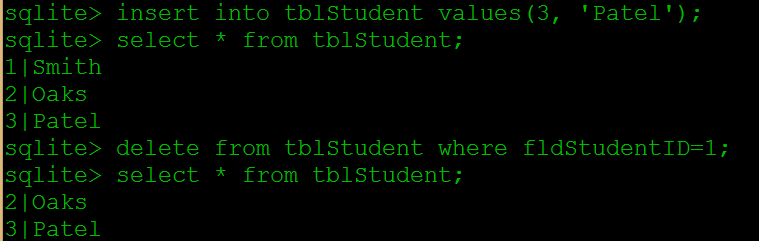 sqlite> insert into tblStudent values(3, 'Patel');
sqlite> select * from tblStudent;
1|Smith
2|Oaks
3|Patel
sqlite> delete from tblStudent where fldStudentID=1;
sqlite> select * from tblStudent;
2|Oaks
3|Patel